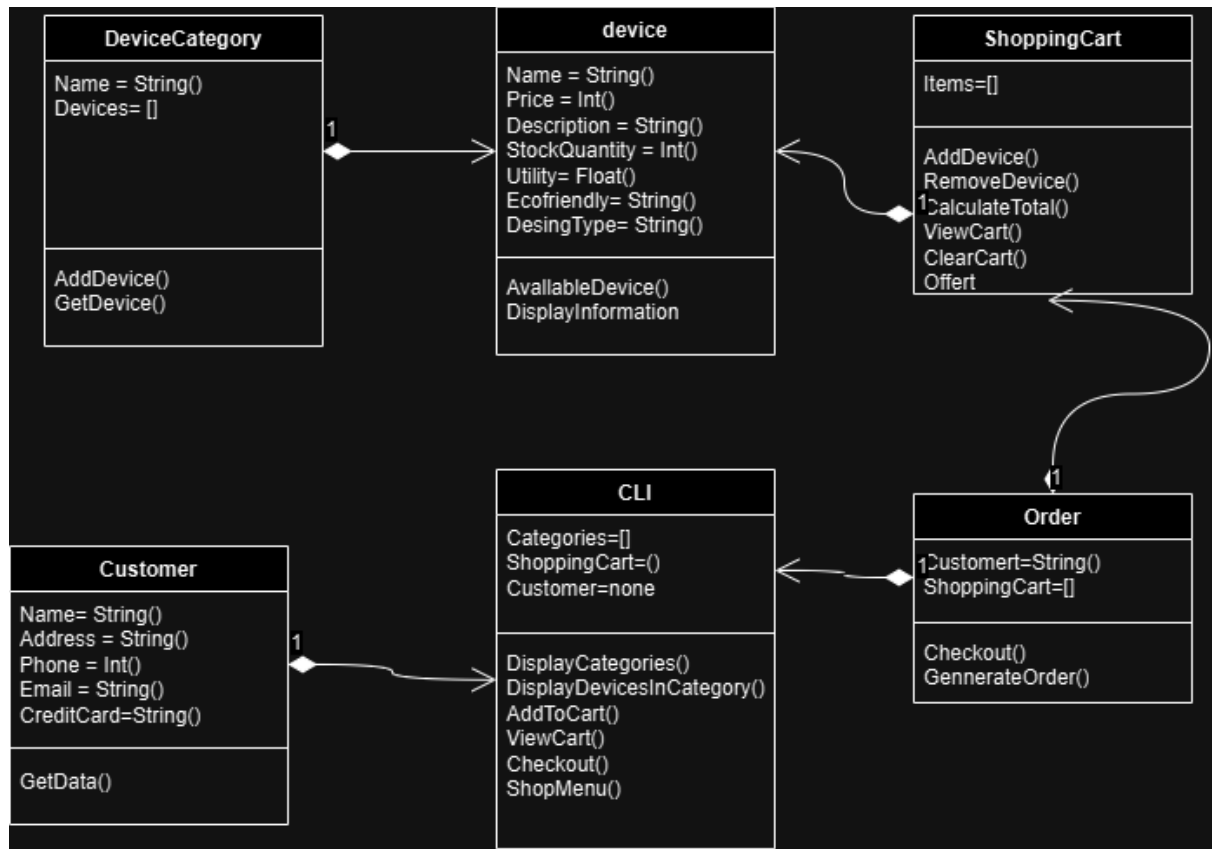 DeviceCategory
Name = String()
Devices= []
AddDevice()
GetDevice()
1
device
Name = String()
Price = Int()
Description = String()
StockQuantity = Int()
Utility= Float()
Ecofriendly= String()
DesingType= String()
AvallableDevice()
DisplayInformation
ShoppingCart
Items=[]
AddDevice()
RemoveDevice()
1
CalculateTotal()
ViewCart()
ClearCart()
Offert
Customer
Name= String()
Address = String()
Phone = Int()
Email = String()
CreditCard=String()
GetData()
1
CLI
Categories=[]
ShoppingCart=()
Customer=none
DisplayCategories()
DisplayDevicesInCategory()
AddToCart()
ViewCart()
Checkout()
ShopMenu()
1
Order
1
Customert=String()
ShoppingCart=[]
Checkout()
GennerateOrder()